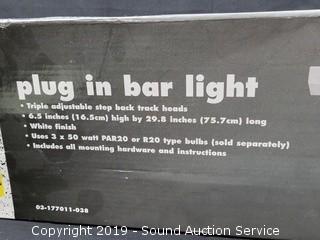 plug in bar light
• Triple adjustable step back track heads
• 6.5 inches (16.5cm) high by 29.8 inches (75.7cm) long
• White finish
• Uses 3 x 50 watt PAR20 or R20 type bulbs (sold separately)
• Includes all mounting hardware and instructions
02-177011-038
Copyright 2019 - Sound Auction Service